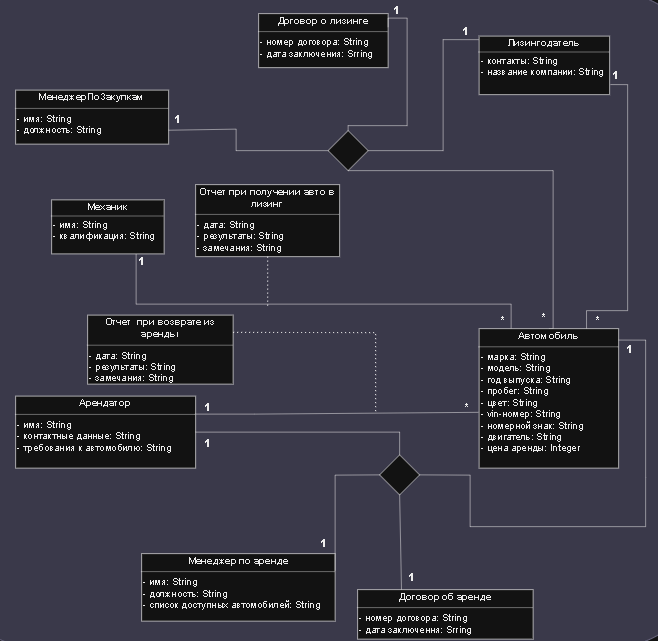 Договор о лизинге
- номер договора: String
- дата заключения: Srring
1
1
Лизингодатель
- контакты: String
- название компании: String
1
МенеджерПоЗакупкам
- имя: String
- должность: String
1
Отчет при получении авто в
лизинг
- дата: String
- результаты: String
- замечания: String
Механик
- имя: String
- квалификация: String
1
*
*
*
Отчет при возврате из
аренды
- дата: String
- результаты: String
- замечания: String
Автомобиль
- марка: String
- модель: String
- год выпуска: String
- пробег: String
- цвет: String
- vin-номер: String
- номерной знак: String
- двигатель: String
- цена аренды: Integer
1
Арендатор
- имя: String
- контактные данные: String
- требования к автомобилю: String
1
*
1
1
Менеджер по аренде
- имя: String
- должность: String
- список доступных автомобилей: String
1
Договор об аренде
- номер договора: String
- дата заключения: Srring